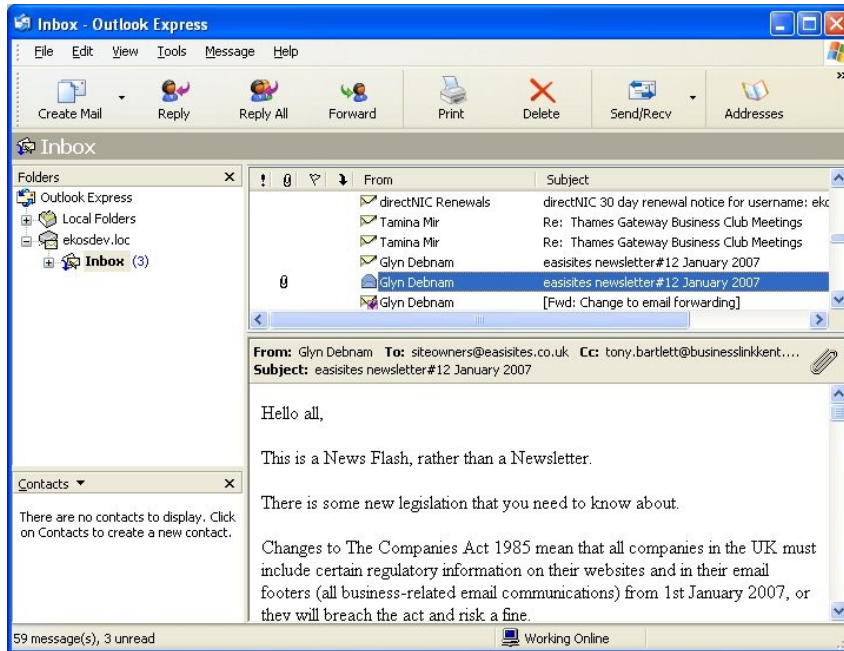 Inbox - Outlook Express
File Edit View Tools Message Help
Create Mail Reply Reply All Forward Print Delete Send/Recv Addresses
Inbox
Folders
Outlook Express
Local Folders
ekosdev.loc
Inbox (3)
Contacts
There are no contacts to display. Click
on Contacts to create a new contact.
! From Subject
directNIC Renewals directNIC 30 day renewal notice for username: ekc
Tamina Mir Re: Thames Gateway Business Club Meetings
Tamina Mir Re: Thames Gateway Business Club Meetings
Glyn Debnam easisites newsletter#12 January 2007
Glyn Debnam easisites newsletter#12 January 2007
Glyn Debnam [Fwd: Change to email forwarding]
From: Glyn Debnam To: siteowners@easisites.co.uk Cc: tony.bartlett@businesslinkkent....
Subject: easisites newsletter#12 January 2007
Hello all,
This is a News Flash, rather than a Newsletter.
There is some new legislation that you need to know about.
Changes to The Companies Act 1985 mean that all companies in the UK must
include certain regulatory information on their websites and in their email
footers (all business-related email communications) from 1st January 2007, or
they will breach the act and risk a fine.
59 message(s), 3 unread Working Online